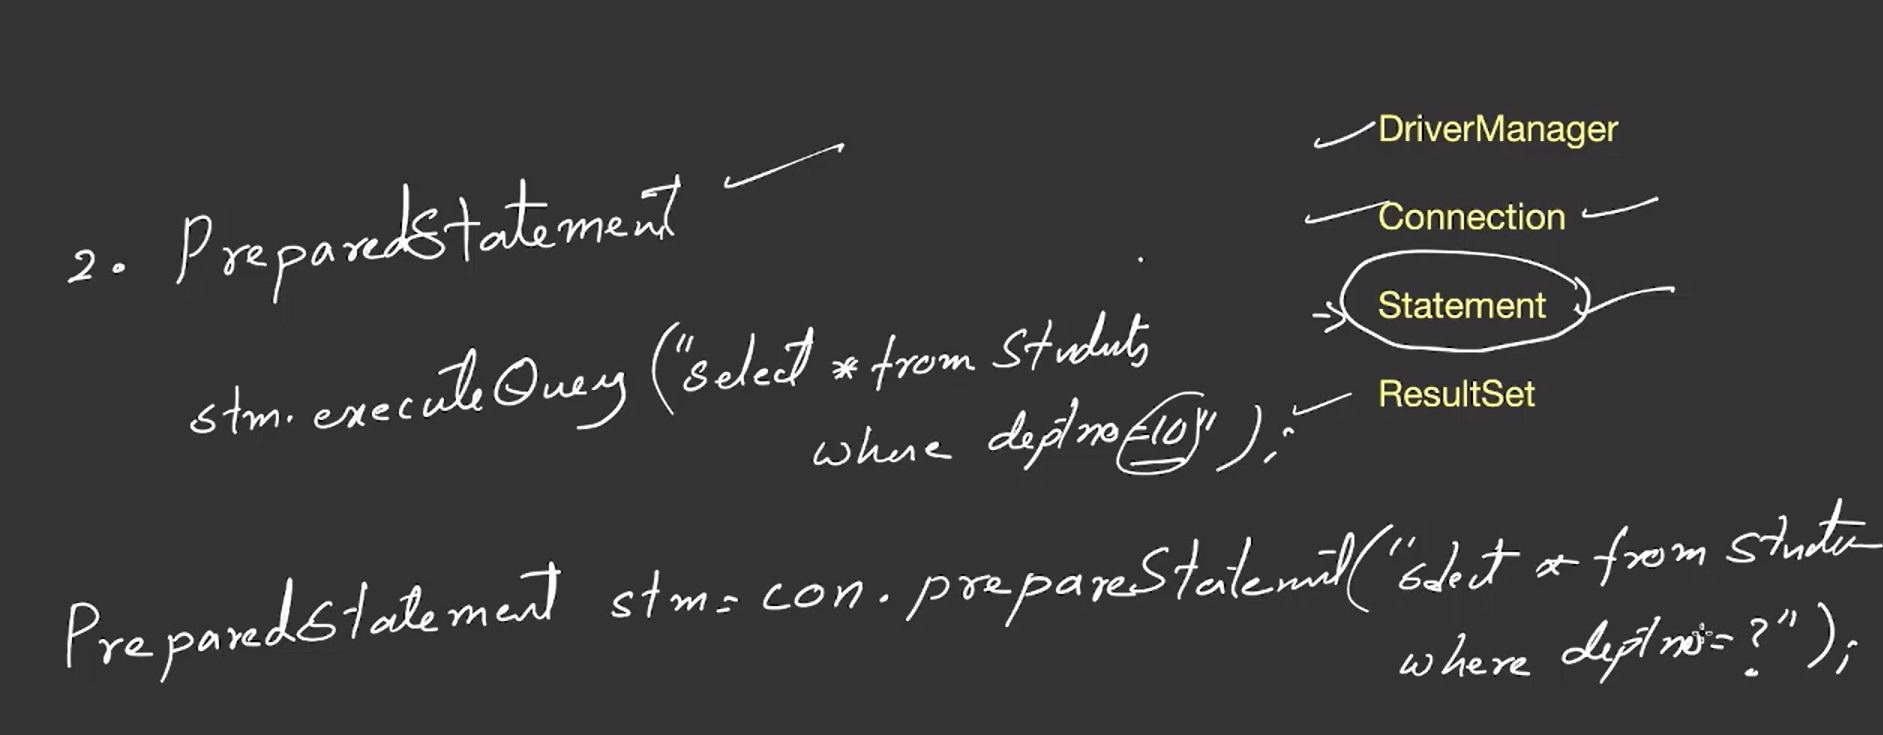 DriverManager
Connection
Statement
ResultSet
2. PreparedStatement
stm.executeQuery("select * from Students
where deptno=10");
PreparedStatement stm= con.prepareStatement("select * from Studen
where deptno=?");